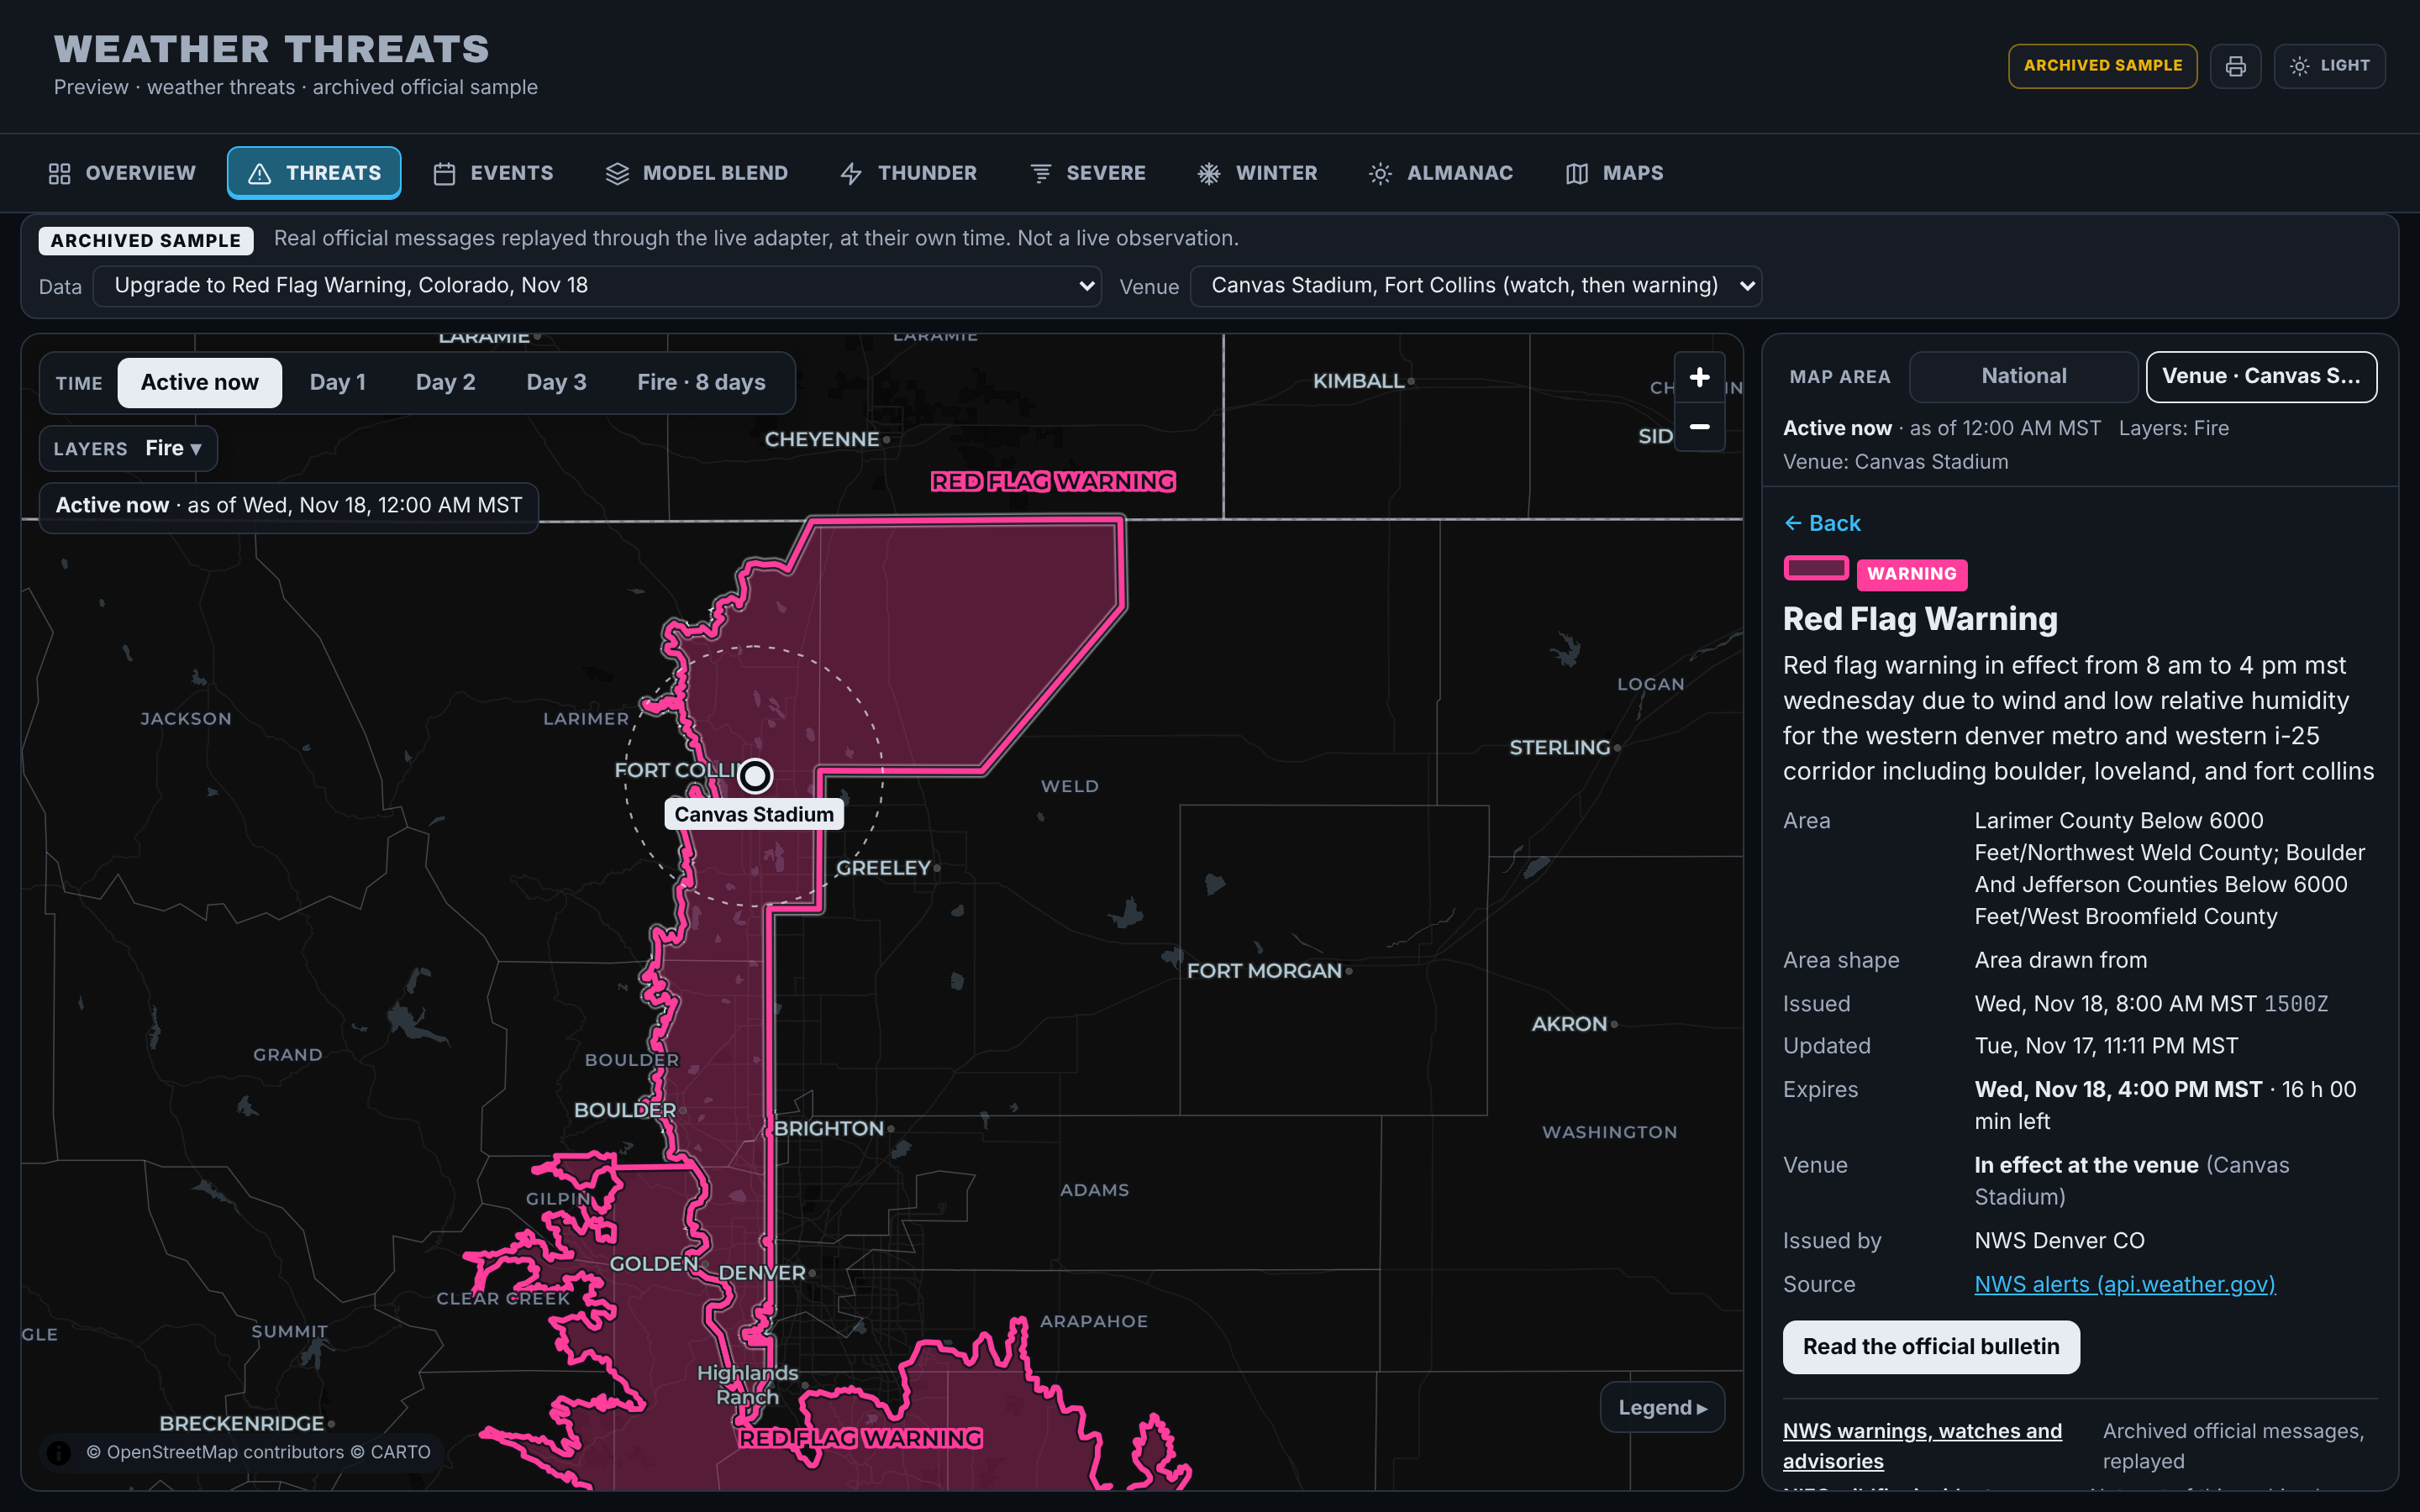 WEATHER THREATS
Preview · weather threats · archived official sample
ARCHIVED SAMPLE
LIGHT
OVERVIEW
THREATS
EVENTS
MODEL BLEND
THUNDER
SEVERE
WINTER
ALMANAC
MAPS
ARCHIVED SAMPLE Real official messages replayed through the live adapter, at their own time. Not a live observation.
Data Upgrade to Red Flag Warning, Colorado, Nov 18
Venue Canvas Stadium, Fort Collins (watch, then warning)
TIME Active now Day 1 Day 2 Day 3 Fire · 8 days
LAYERS Fire ▾
Active now · as of Wed, Nov 18, 12:00 AM MST
+
−
LARAMIE
LARAMIE
KIMBALL
CHEYENNE
SID
RED FLAG WARNING
LOGAN
JACKSON
LARIMER
STERLING
FORT COLLI
WELD
Canvas Stadium
GREELEY
FORT MORGAN
AKRON
GRAND
BOULDER
BOULDER
BRIGHTON
WASHINGTON
ADAMS
GILPIN
GOLDEN
DENVER
CLEAR CREEK
ARAPAHOE
GLE
SUMMIT
Highlands
Ranch
BRECKENRIDGE
RED FLAG WARNING
Legend ▸
© OpenStreetMap contributors © CARTO
MAP AREA National Venue · Canvas S...
Active now · as of 12:00 AM MST Layers: Fire
Venue: Canvas Stadium
← Back
WARNING
Red Flag Warning
Red flag warning in effect from 8 am to 4 pm mst
wednesday due to wind and low relative humidity
for the western denver metro and western i-25
corridor including boulder, loveland, and fort collins
Area Larimer County Below 6000
Feet/Northwest Weld County; Boulder
And Jefferson Counties Below 6000
Feet/West Broomfield County
Area shape Area drawn from
Issued Wed, Nov 18, 8:00 AM MST 1500Z
Updated Tue, Nov 17, 11:11 PM MST
Expires Wed, Nov 18, 4:00 PM MST · 16 h 00
min left
Venue In effect at the venue (Canvas
Stadium)
Issued by NWS Denver CO
Source NWS alerts (api.weather.gov)
Read the official bulletin
NWS warnings, watches and
advisories
Archived official messages,
replayed